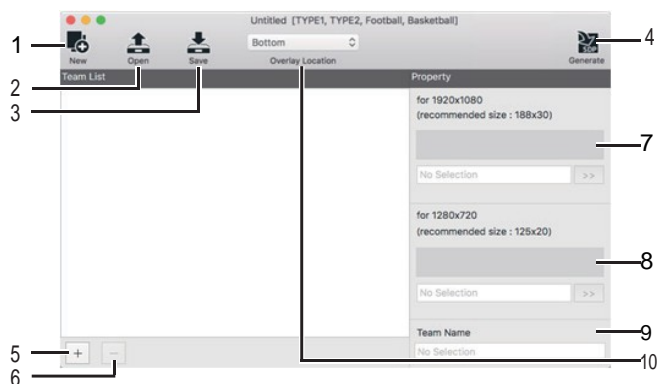 Untitled [TYPE1, TYPE2, Football, Basketball]
1
New
Open
Save
Bottom
Overlay Location
SDP
Generate
4
2
3
Team List
Property
for 1920x1080
(recommended size : 188x30)
7
No Selection
>>
for 1280x720
(recommended size : 125x20)
8
No Selection
>>
Team Name
9
No Selection
10
5
+
-
6